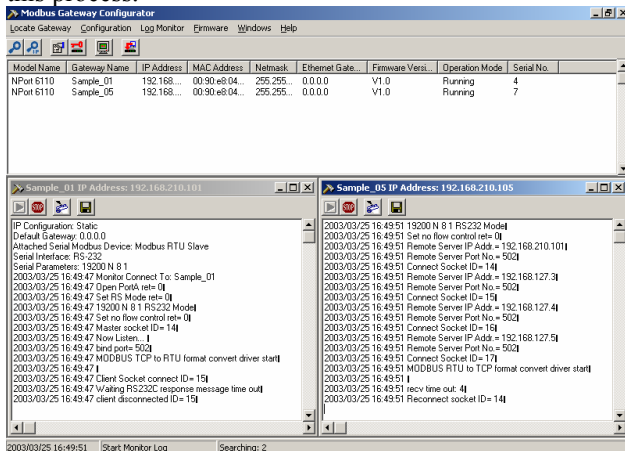 this process.
Modbus Gateway Configurator
Locate Gateway Configuration Log Monitor Firmware Windows Help
Model Name Gateway Name IP Address MAC Address Netmask Ethernet Gate... Firmware Versi... Operation Mode Serial No.
NPort 6110 Sample_01 192.168.... 00:90:e8:04... 255.255... 0.0.0.0 V1.0 Running 4
NPort 6110 Sample_05 192.168.... 00:90:e8:04... 255.255... 0.0.0.0 V1.0 Running 7
Sample_01 IP Address: 192.168.210.101
IP Configuration: Static
Default Gateway: 0.0.0.0
Attached Serial Modbus Device: Modbus RTU Slave
Serial Interface: RS-232
Serial Parameters: 19200 N 8 1
2003/03/25 16:49:47 Monitor Connect To: Sample_01
2003/03/25 16:49:47 Open PortA ret= 0
2003/03/25 16:49:47 Set RS Mode ret= 0
2003/03/25 16:49:47 19200 N 8 1 RS232 Mode
2003/03/25 16:49:47 Set no flow control ret= 0
2003/03/25 16:49:47 Master socket ID= 14
2003/03/25 16:49:47 Now Listen...
2003/03/25 16:49:47 bind port= 502
2003/03/25 16:49:47 MODBUS TCP to RTU format convert driver start
2003/03/25 16:49:47
2003/03/25 16:49:47 Client Socket connect ID= 15
2003/03/25 16:49:47 Waiting RS232C response message time out
2003/03/25 16:49:47 client disconnected ID= 15
Sample_05 IP Address: 192.168.210.105
2003/03/25 16:49:51 19200 N 8 1 RS232 Mode
2003/03/25 16:49:51 Set no flow control ret= 0
2003/03/25 16:49:51 Remote Server IP Addr.= 192.168.210.101
2003/03/25 16:49:51 Remote Server Port No.= 502
2003/03/25 16:49:51 Connect Socket ID= 14
2003/03/25 16:49:51 Remote Server IP Addr.= 192.168.127.3
2003/03/25 16:49:51 Remote Server Port No.= 502
2003/03/25 16:49:51 Connect Socket ID= 15
2003/03/25 16:49:51 Remote Server IP Addr.= 192.168.127.4
2003/03/25 16:49:51 Remote Server Port No.= 502
2003/03/25 16:49:51 Connect Socket ID= 16
2003/03/25 16:49:51 Remote Server IP Addr.= 192.168.127.5
2003/03/25 16:49:51 Remote Server Port No.= 502
2003/03/25 16:49:51 Connect Socket ID= 17
2003/03/25 16:49:51 MODBUS RTU to TCP format convert driver start
2003/03/25 16:49:51
2003/03/25 16:49:51 recv time out: 4
2003/03/25 16:49:51 Reconnect socket ID= 14
2003/03/25 16:49:51 Start Monitor Log Searching: 2